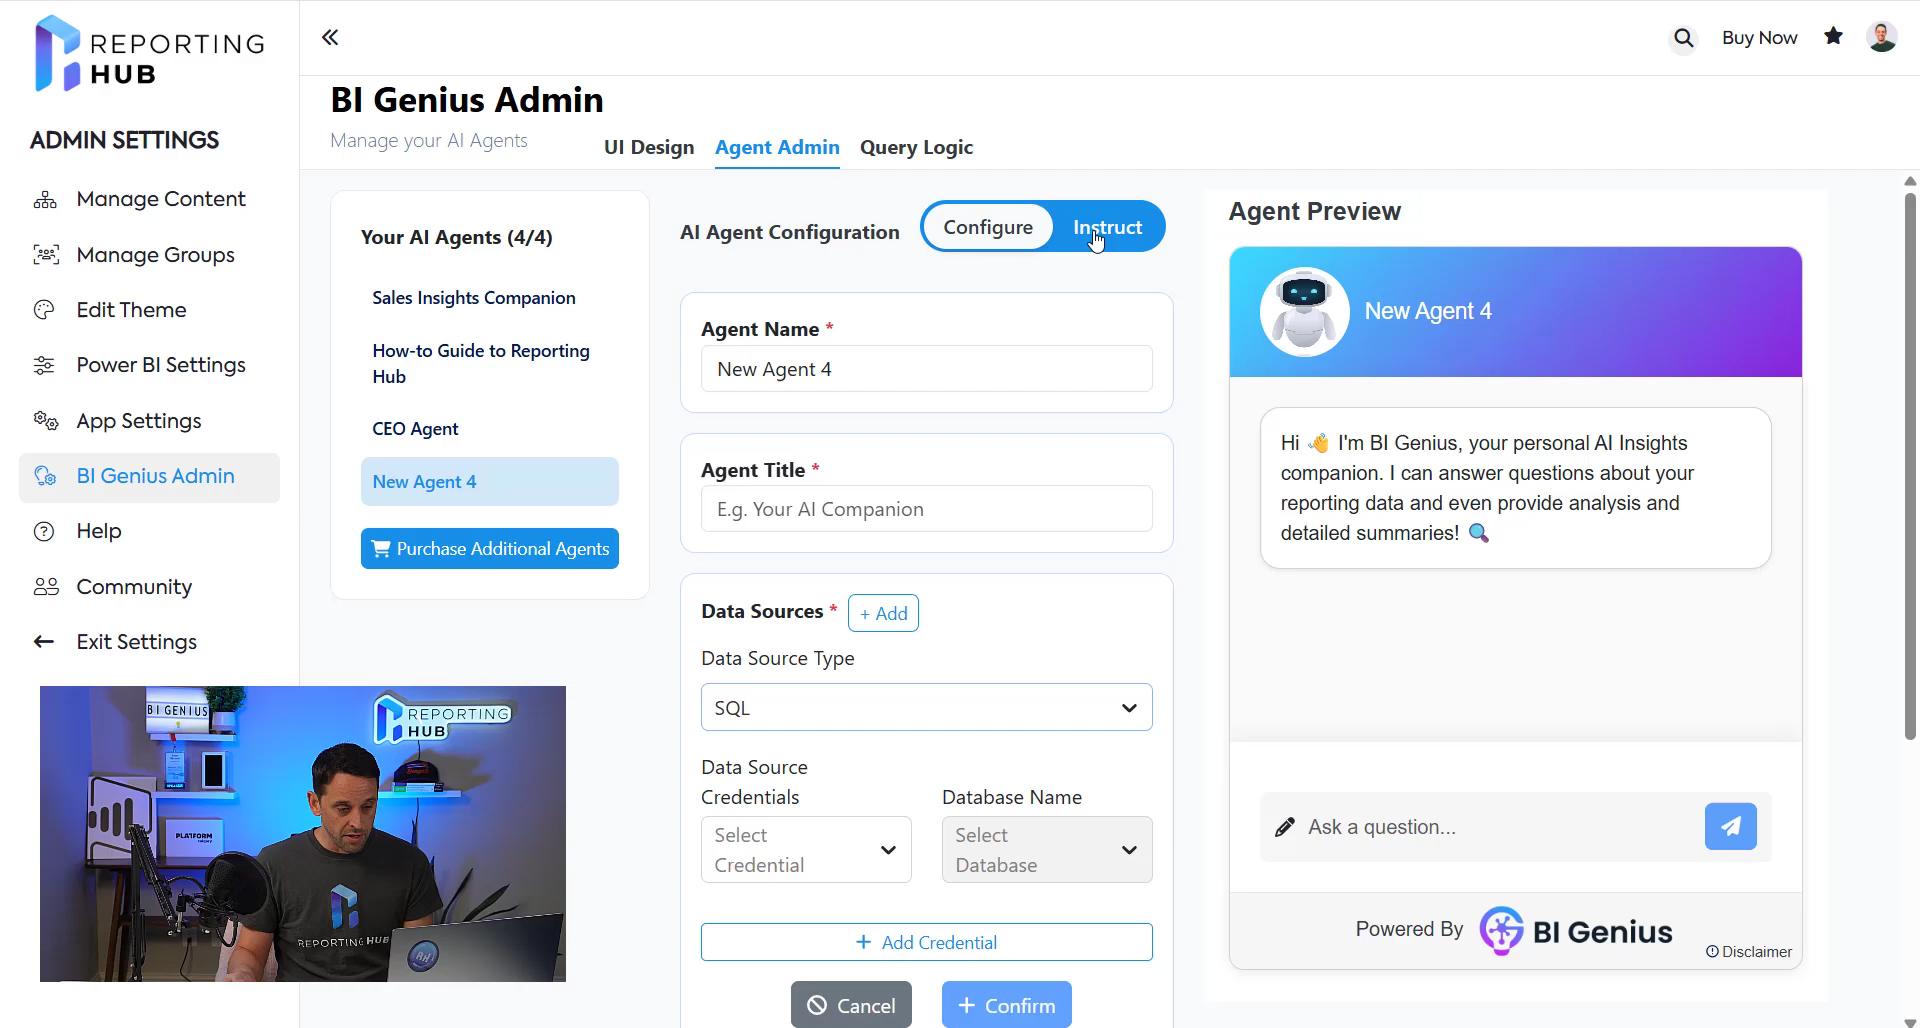 REPORTING
HUB
Buy Now
BI Genius Admin
Manage your AI Agents
UI Design
Agent Admin
Query Logic
ADMIN SETTINGS
Manage Content
Manage Groups
Edit Theme
Power BI Settings
App Settings
BI Genius Admin
Help
Community
Exit Settings
Your AI Agents (4/4)
Sales Insights Companion
How-to Guide to Reporting
Hub
CEO Agent
New Agent 4
Purchase Additional Agents
AI Agent Configuration
Configure
Instruct
Agent Name *
New Agent 4
Agent Title *
E.g. Your AI Companion
Data Sources *
+ Add
Data Source Type
SQL
Data Source
Credentials
Database Name
Select
Credential
Select
Database
+ Add Credential
Cancel
+ Confirm
Agent Preview
New Agent 4
Hi 👋 I'm BI Genius, your personal AI Insights
companion. I can answer questions about your
reporting data and even provide analysis and
detailed summaries! 🔍
Ask a question...
Powered By
BI Genius
Disclaimer
BI GENIUS
REPORTING
HUB
PLATFORM
REPORTING HUB
RH